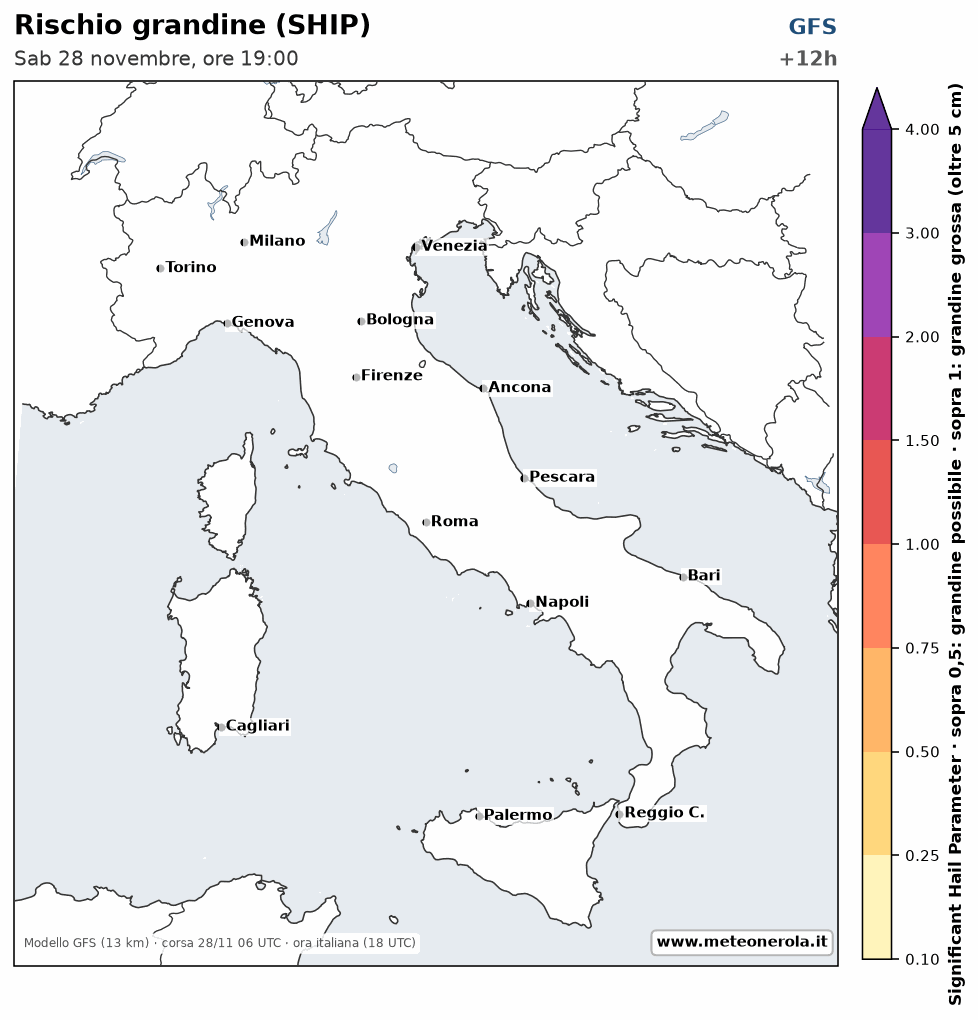 Rischio grandine (SHIP)
GFS
Sab 28 novembre, ore 19:00
+12h
Milano
Venezia
Torino
Genova
Bologna
Firenze
Ancona
Pescara
Roma
Bari
Napoli
Cagliari
Palermo
Reggio C.
Modello GFS (13 km) · corsa 28/11 06 UTC · ora italiana (18 UTC)
www.meteonerola.it
4.00
3.00
2.00
1.50
1.00
0.75
0.50
0.25
0.10
Significant Hail Parameter · sopra 0,5: grandine possibile · sopra 1: grandine grossa (oltre 5 cm)